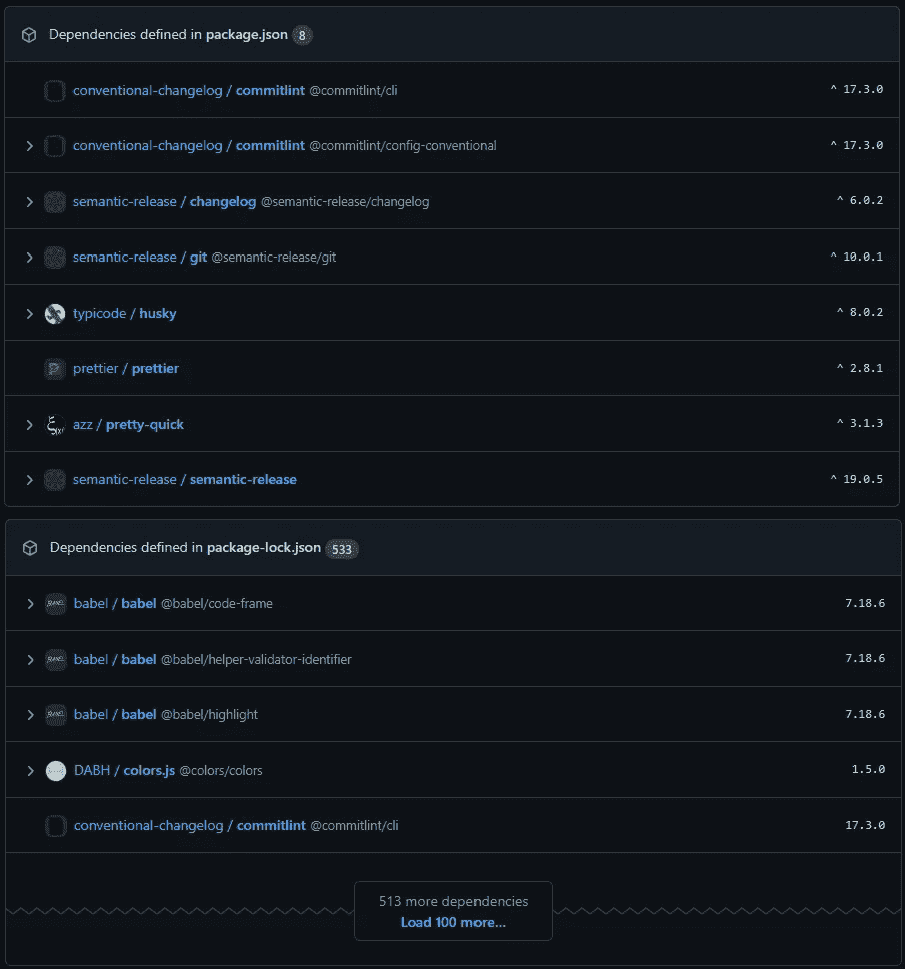 Dependencies defined in package.json 8
conventional-changelog / commitlint @commitlint/cli ^ 17.3.0
conventional-changelog / commitlint @commitlint/config-conventional ^ 17.3.0
semantic-release / changelog @semantic-release/changelog ^ 6.0.2
semantic-release / git @semantic-release/git ^ 10.0.1
typicode / husky ^ 8.0.2
prettier / prettier ^ 2.8.1
azz / pretty-quick ^ 3.1.3
semantic-release / semantic-release ^ 19.0.5
Dependencies defined in package-lock.json 533
babel / babel @babel/code-frame 7.18.6
babel / babel @babel/helper-validator-identifier 7.18.6
babel / babel @babel/highlight 7.18.6
DABH / colors.js @colors/colors 1.5.0
conventional-changelog / commitlint @commitlint/cli 17.3.0
513 more dependencies
Load 100 more...